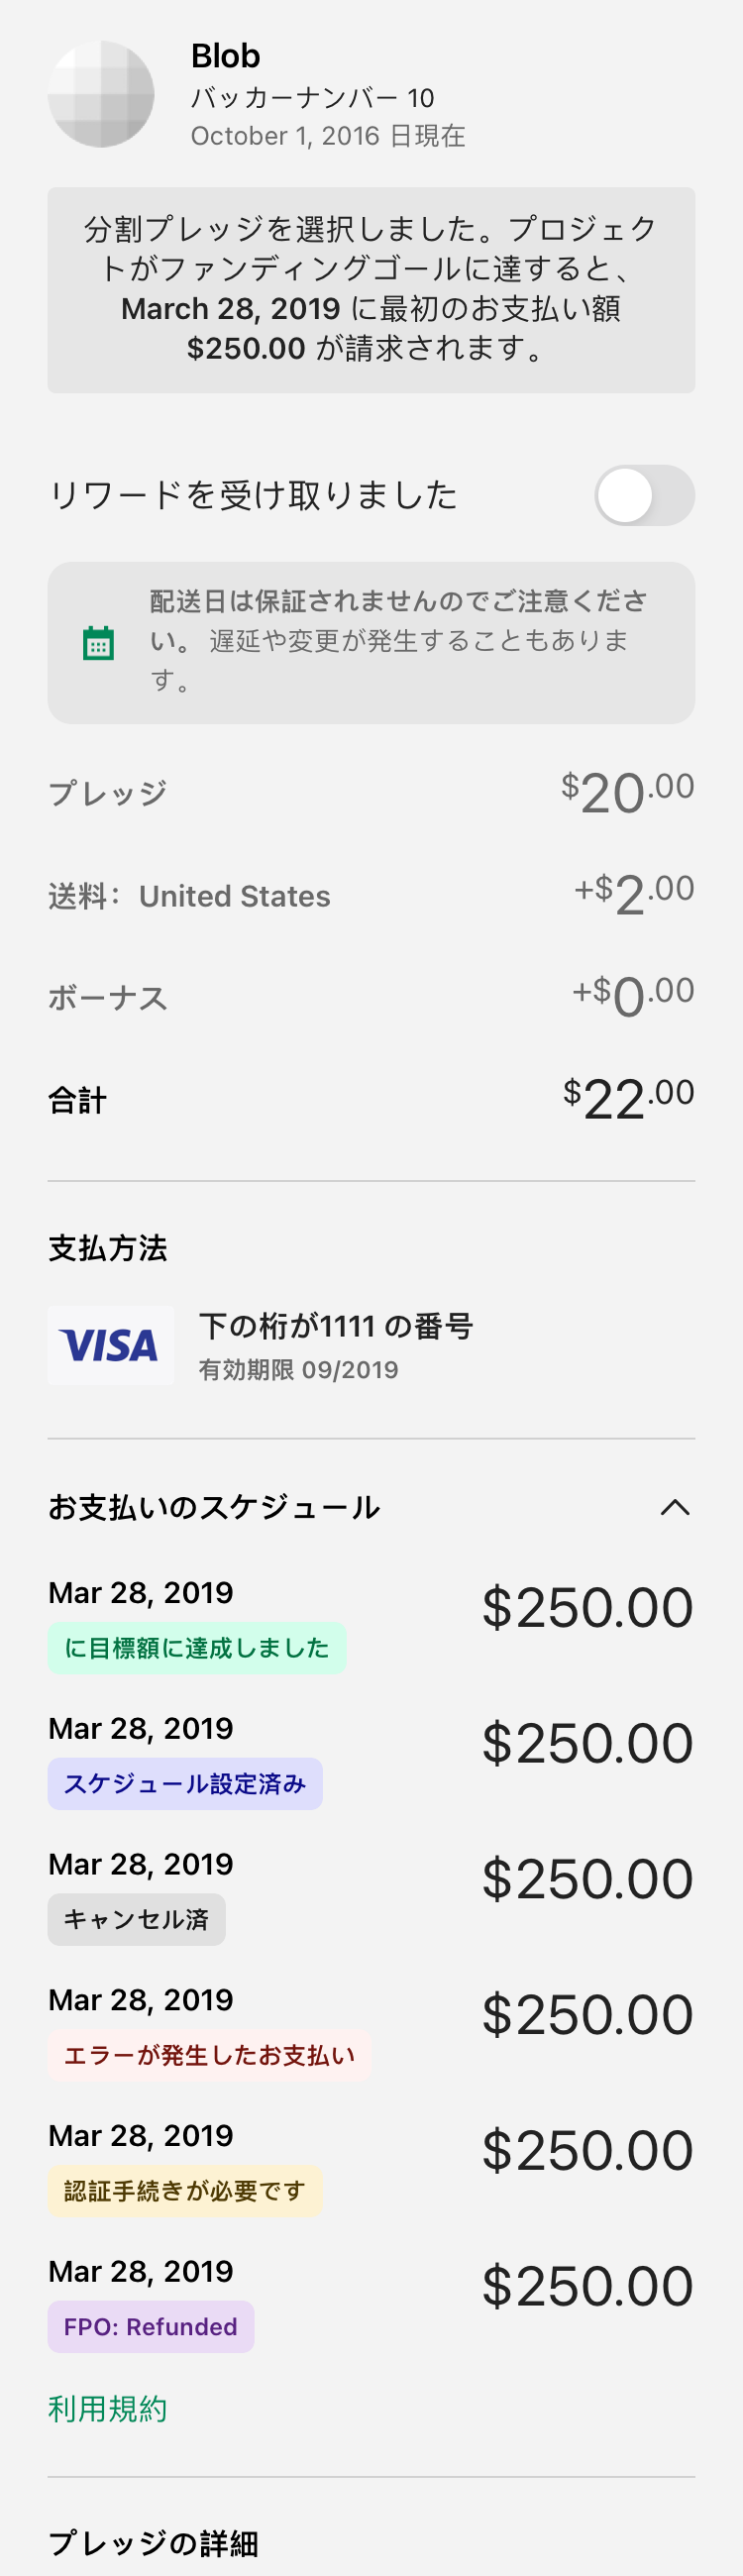 Blob
バッカーナンバー 10
October 1, 2016 日現在
分割プレッジを選択しました。プロジェク
トがファンディングゴールに達すると、
March 28, 2019 に最初のお支払い額
$250.00 が請求されます。
リワードを受け取りました
配送日は保証されませんのでご注意くださ
い。 遅延や変更が発生することもありま
す。
プレッジ $20.00
送料： United States +$2.00
ボーナス +$0.00
合計 $22.00
支払方法
VISA
下の桁が1111 の番号
有効期限 09/2019
お支払いのスケジュール
Mar 28, 2019 $250.00
に目標額に達成しました
Mar 28, 2019 $250.00
スケジュール設定済み
Mar 28, 2019 $250.00
キャンセル済
Mar 28, 2019 $250.00
エラーが発生したお支払い
Mar 28, 2019 $250.00
認証手続きが必要です
Mar 28, 2019 $250.00
FPO: Refunded
利用規約
プレッジの詳細